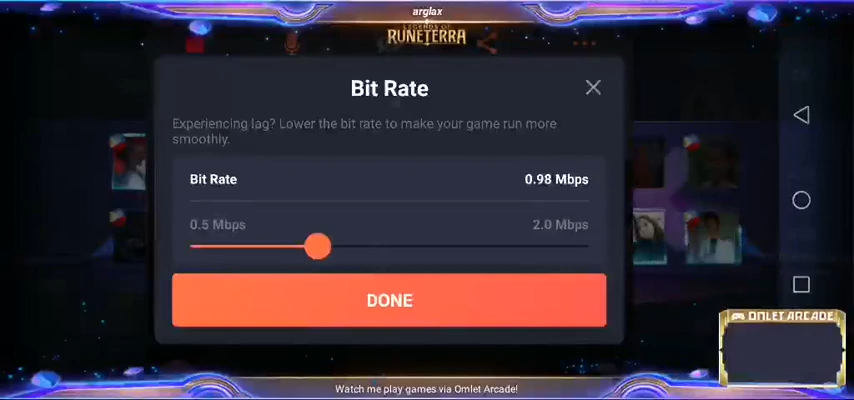 arglax
LEGENDS OF
RUNETERRA
Bit Rate
Experiencing lag? Lower the bit rate to make your game run more
smoothly.
Bit Rate
0.98 Mbps
0.5 Mbps
2.0 Mbps
DONE
OMLET ARCADE
Watch me play games via Omlet Arcade!